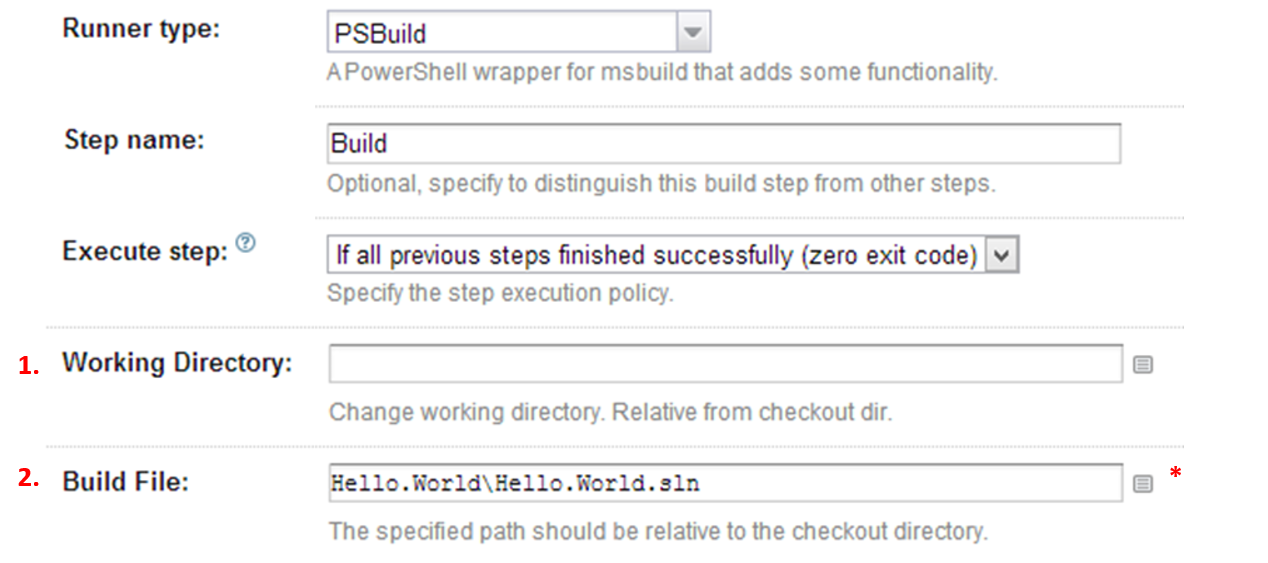 Runner type: PSBuild
A PowerShell wrapper for msbuild that adds some functionality.
Step name: Build
Optional, specify to distinguish this build step from other steps.
Execute step: ? If all previous steps finished successfully (zero exit code)
Specify the step execution policy.
1. Working Directory:
Change working directory. Relative from checkout dir.
2. Build File: Hello.World\Hello.World.sln *
The specified path should be relative to the checkout directory.